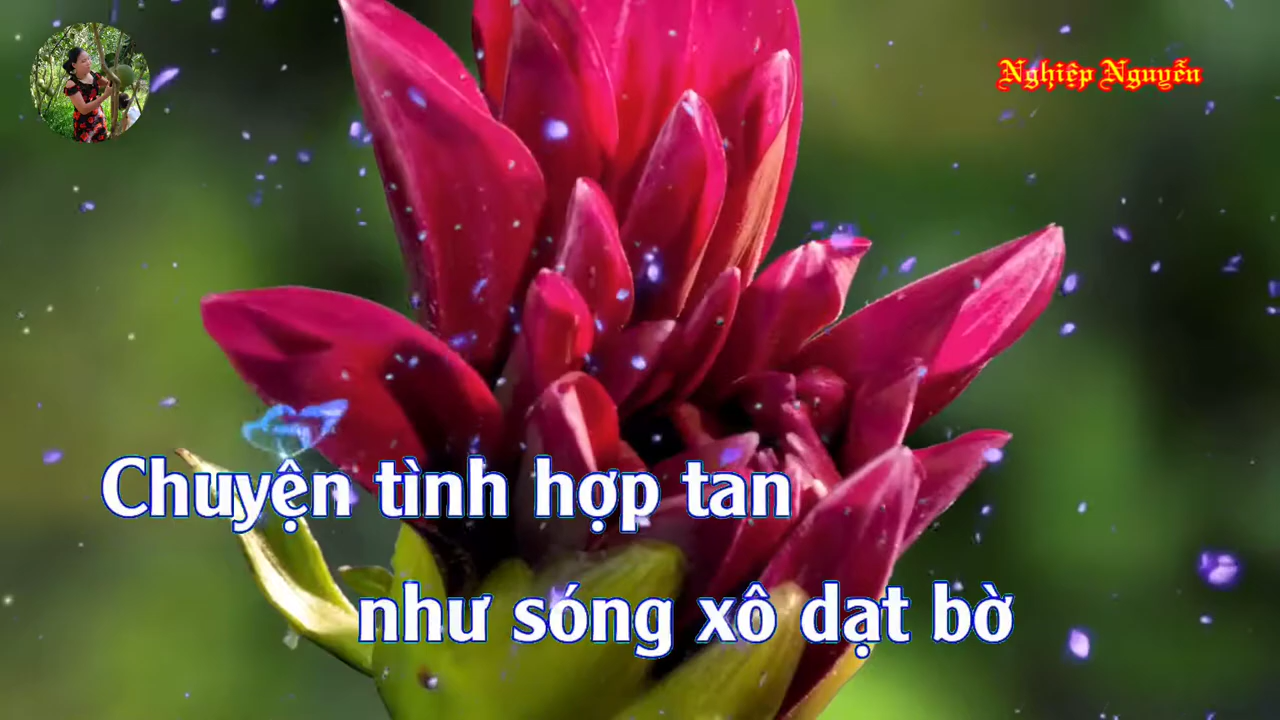 Nghiệp Nguyễn
Chuyện tình hợp tan
như sóng xô dạt bờ